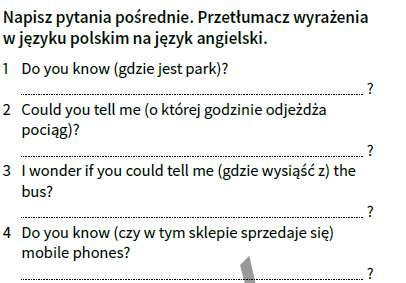 Napisz pytania pośrednie. Przetłumacz wyrażenia
w języku polskim na język angielski.
1 Do you know (gdzie jest park)?
?
2 Could you tell me (o której godzinie odjeżdża
pociąg)?
?
3 I wonder if you could tell me (gdzie wysiąść z) the
bus?
?
4 Do you know (czy w tym sklepie sprzedaje się)
mobile phones?
?